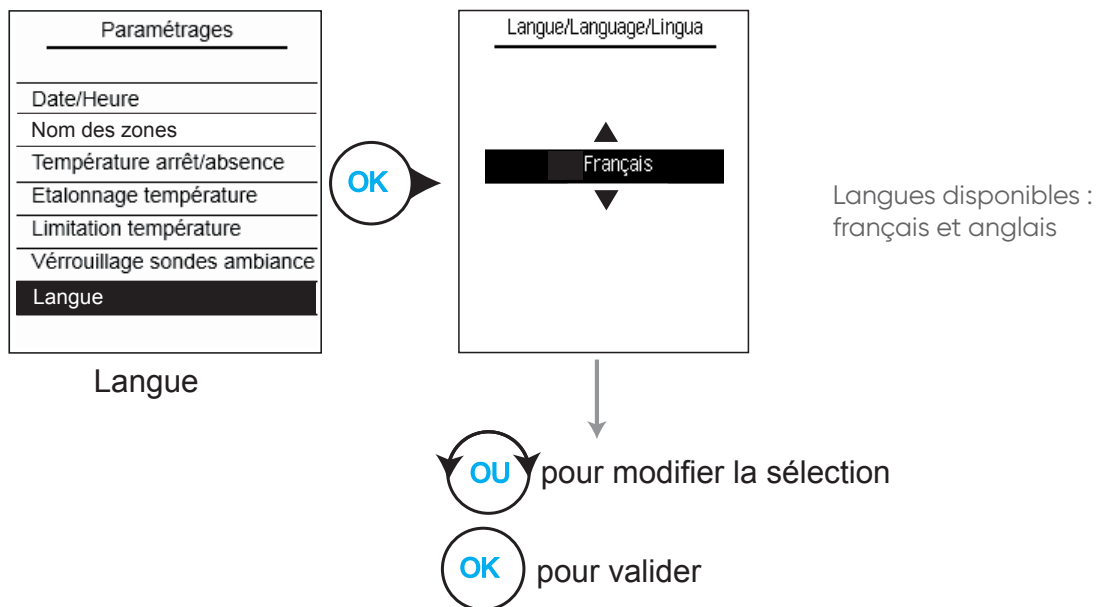 Paramétrages
Date/Heure
Nom des zones
Température arrêt/absence
Etalonnage température
Limitation température
Vérrouillage sondes ambiance
Langue
Langue
OK
Langue/Language/Lingua
Français
Langues disponibles :
français et anglais
OU pour modifier la sélection
OK pour valider